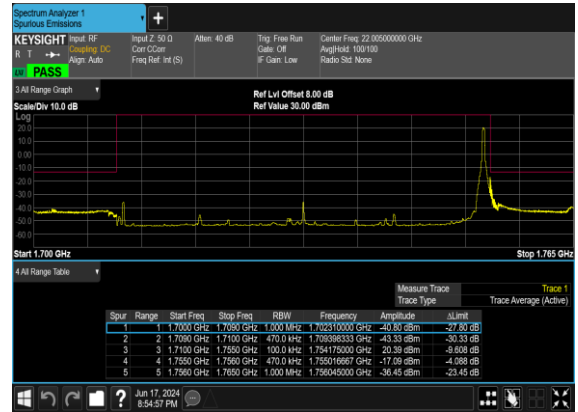 Spectrum Analyzer 1
Spurious Emissions
+
KEYSIGHT
R T
LXI PASS
Input: RF
Coupling: DC
Align: Auto
Input Z: 50 Ω
Corr CCorr
Freq Ref: Int (S)
Atten: 40 dB
Trig: Free Run
Gate: Off
IF Gain: Low
Center Freq: 22.005000000 GHz
Avg|Hold: 100/100
Radio Std: None
3 All Range Graph
Scale/Div 10.0 dB
Ref Lvl Offset 8.00 dB
Ref Value 30.00 dBm
Log
20.0
10.0
0.00
-10.0
-20.0
-30.0
-40.0
-50.0
-60.0
Start 1.700 GHz
Stop 1.765 GHz
4 All Range Table
Measure Trace Trace 1
Trace Type Trace Average (Active)
Spur Range Start Freq Stop Freq RBW Frequency Amplitude ΔLimit
1 1 1.7000 GHz 1.7090 GHz 1.000 MHz 1.702310000 GHz -40.80 dBm -27.80 dB
2 2 1.7090 GHz 1.7100 GHz 470.0 kHz 1.709398333 GHz -43.33 dBm -30.33 dB
3 3 1.7100 GHz 1.7550 GHz 100.0 kHz 1.754175000 GHz 20.39 dBm -9.608 dB
4 4 1.7550 GHz 1.7560 GHz 470.0 kHz 1.755016667 GHz -17.09 dBm -4.088 dB
5 5 1.7560 GHz 1.7650 GHz 1.000 MHz 1.756045000 GHz -36.45 dBm -23.45 dB
?
Jun 17, 2024
8:54:57 PM